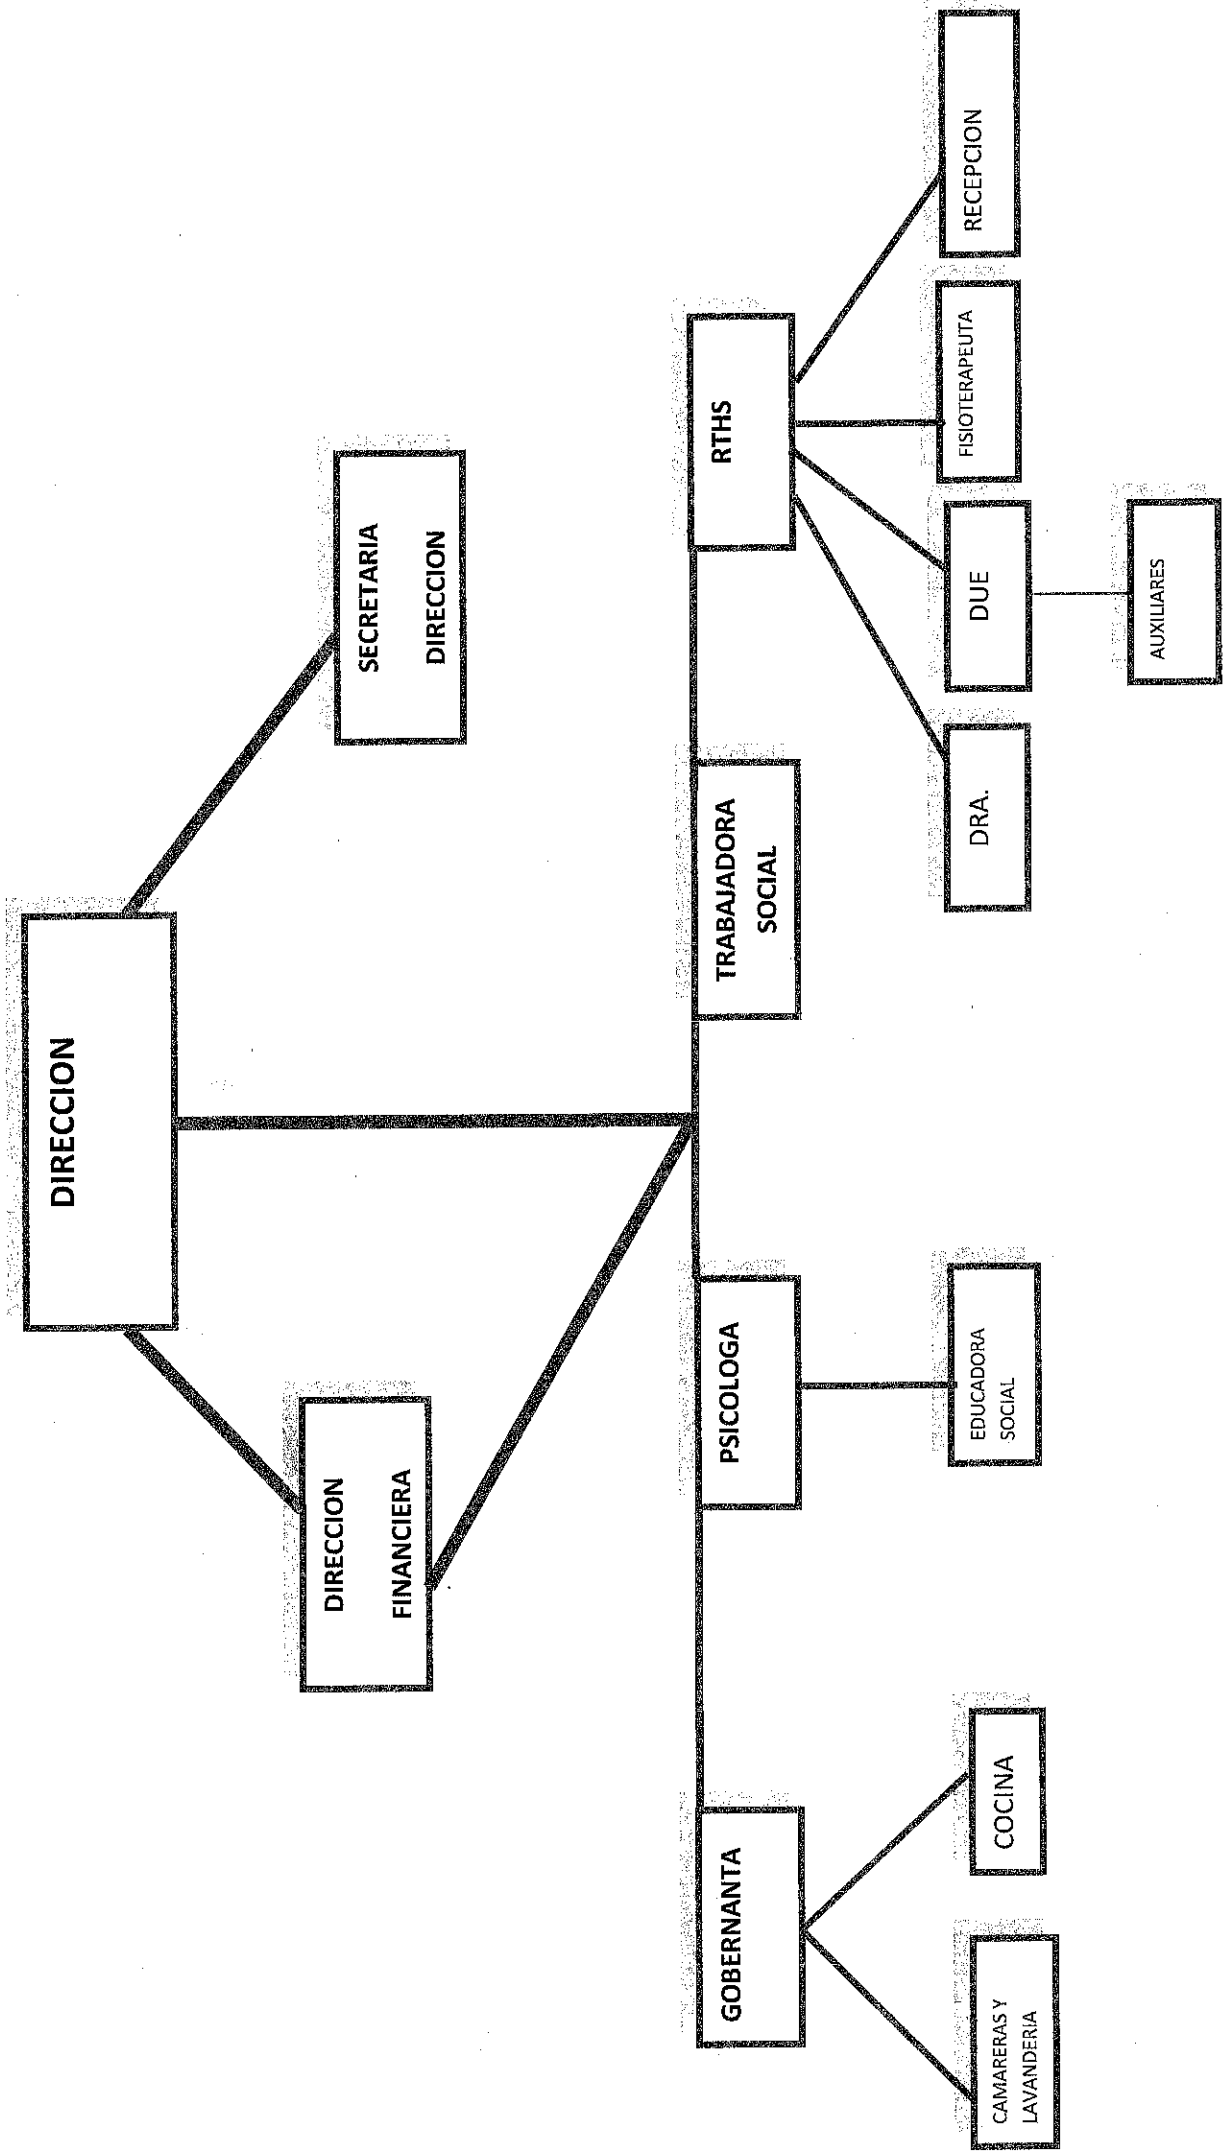 DIRECCION
DIRECCION
FINANCIERA
SECRETARIA
DIRECCION
GOBERNANTA
PSICOLOGA
TRABAJADORA
SOCIAL
RTHS
CAMARERAS Y
LAVANDERIA
COCINA
EDUCADORA
SOCIAL
DRA.
DUE
FISIOTERAPEUTA
RECEPCION
AUXILIARES